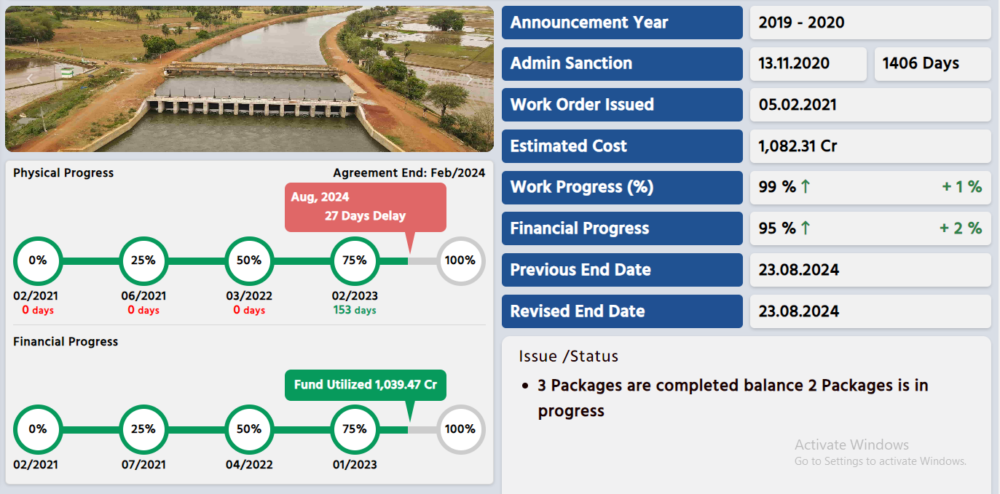 Announcement Year
2019 - 2020
Admin Sanction
13.11.2020
1406 Days
Work Order Issued
05.02.2021
Estimated Cost
1,082.31 Cr
Work Progress (%)
99 % ↑
+ 1 %
Financial Progress
95 % ↑
+ 2 %
Previous End Date
23.08.2024
Revised End Date
23.08.2024
Physical Progress
Agreement End: Feb/2024
Aug, 2024
27 Days Delay
0%
25%
50%
75%
100%
02/2021
06/2021
03/2022
02/2023
0 days
0 days
0 days
153 days
Financial Progress
Fund Utilized 1,039.47 Cr
0%
25%
50%
75%
100%
02/2021
07/2021
04/2022
01/2023
Issue /Status
• 3 Packages are completed balance 2 Packages is in
progress
Activate Windows
Go to Settings to activate Windows.